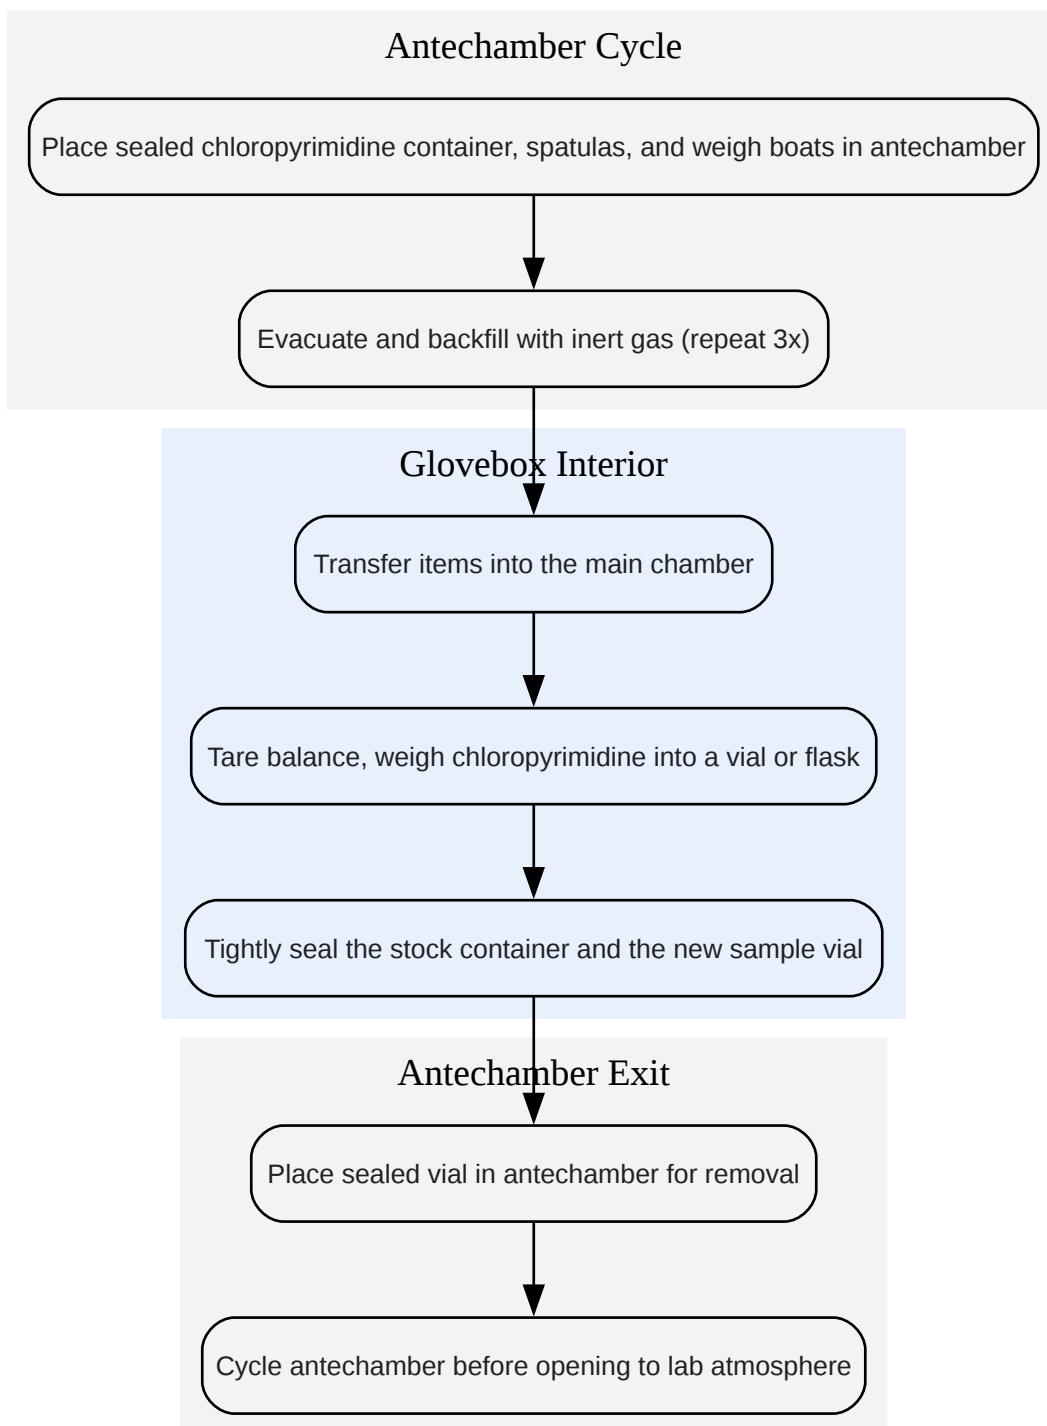 Antechamber Cycle
Place sealed chloropyrimidine container, spatulas, and weigh boats in antechamber
Evacuate and backfill with inert gas (repeat 3x)
Glovebox Interior
Transfer items into the main chamber
Tare balance, weigh chloropyrimidine into a vial or flask
Tightly seal the stock container and the new sample vial
Antechamber Exit
Place sealed vial in antechamber for removal
Cycle antechamber before opening to lab atmosphere